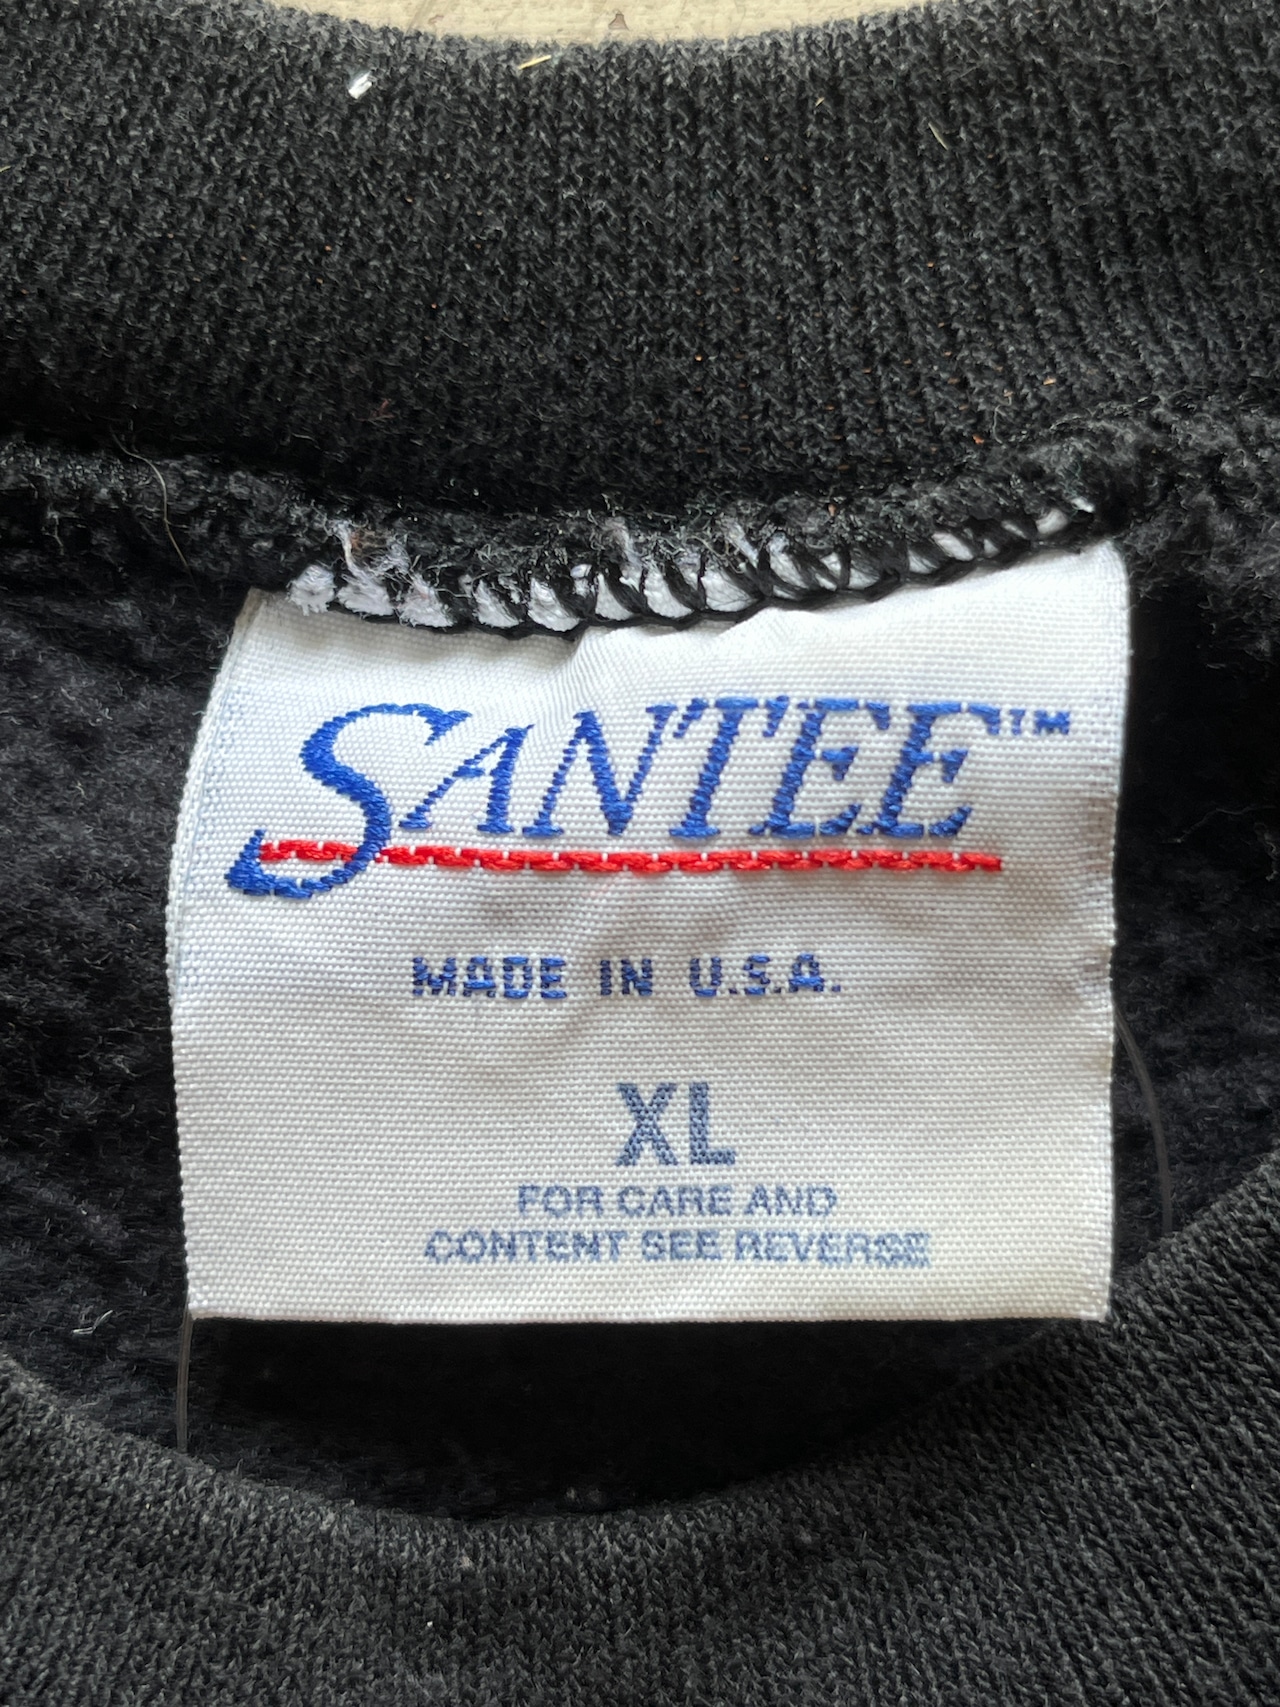 SANTEE™
MADE IN U.S.A.
XL
FOR CARE AND
CONTENT SEE REVERSE